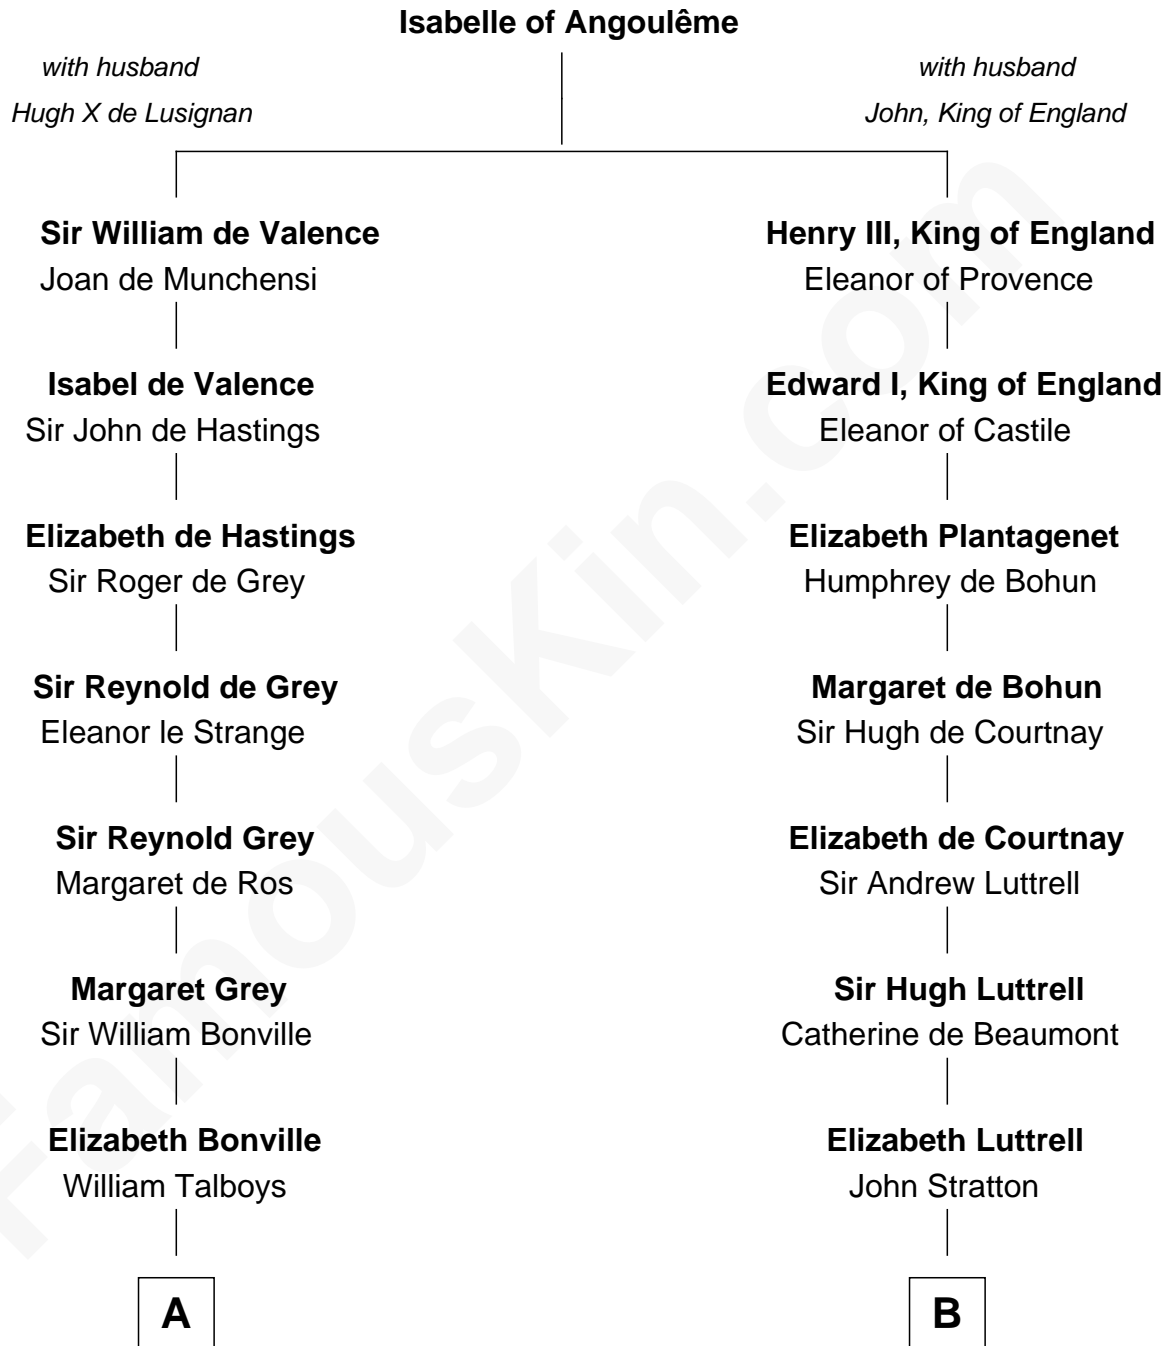 Isabelle of Angoulême
with husband
Hugh X de Lusignan
with husband
John, King of England
Sir William de Valence
Joan de Munchensi
Henry III, King of England
Eleanor of Provence
Isabel de Valence
Sir John de Hastings
Edward I, King of England
Eleanor of Castile
Elizabeth de Hastings
Sir Roger de Grey
Elizabeth Plantagenet
Humphrey de Bohun
Sir Reynold de Grey
Eleanor le Strange
Margaret de Bohun
Sir Hugh de Courtnay
Sir Reynold Grey
Margaret de Ros
Elizabeth de Courtnay
Sir Andrew Luttrell
Margaret Grey
Sir William Bonville
Sir Hugh Luttrell
Catherine de Beaumont
Elizabeth Bonville
William Talboys
Elizabeth Luttrell
John Stratton
A
B
FamousKin.com